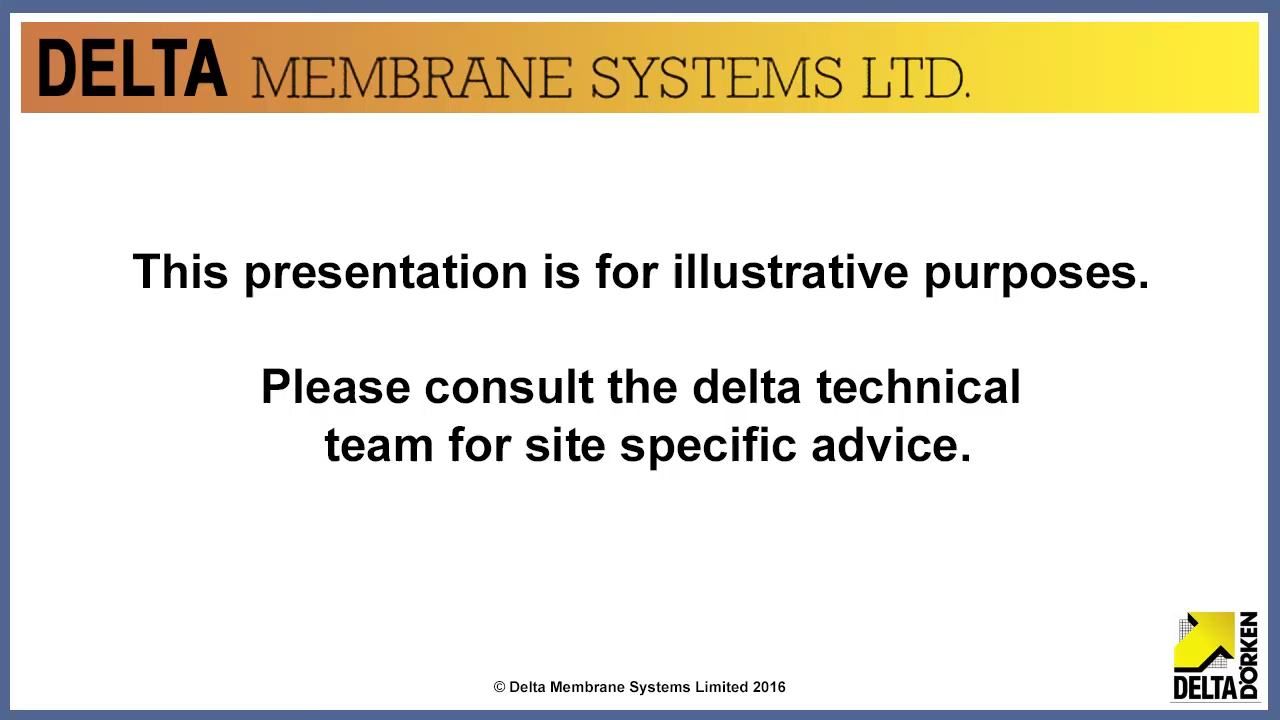 DELTA MEMBRANE SYSTEMS LTD.
This presentation is for illustrative purposes.
Please consult the delta technical
team for site specific advice.
© Delta Membrane Systems Limited 2016
DELTA
DÖRKEN